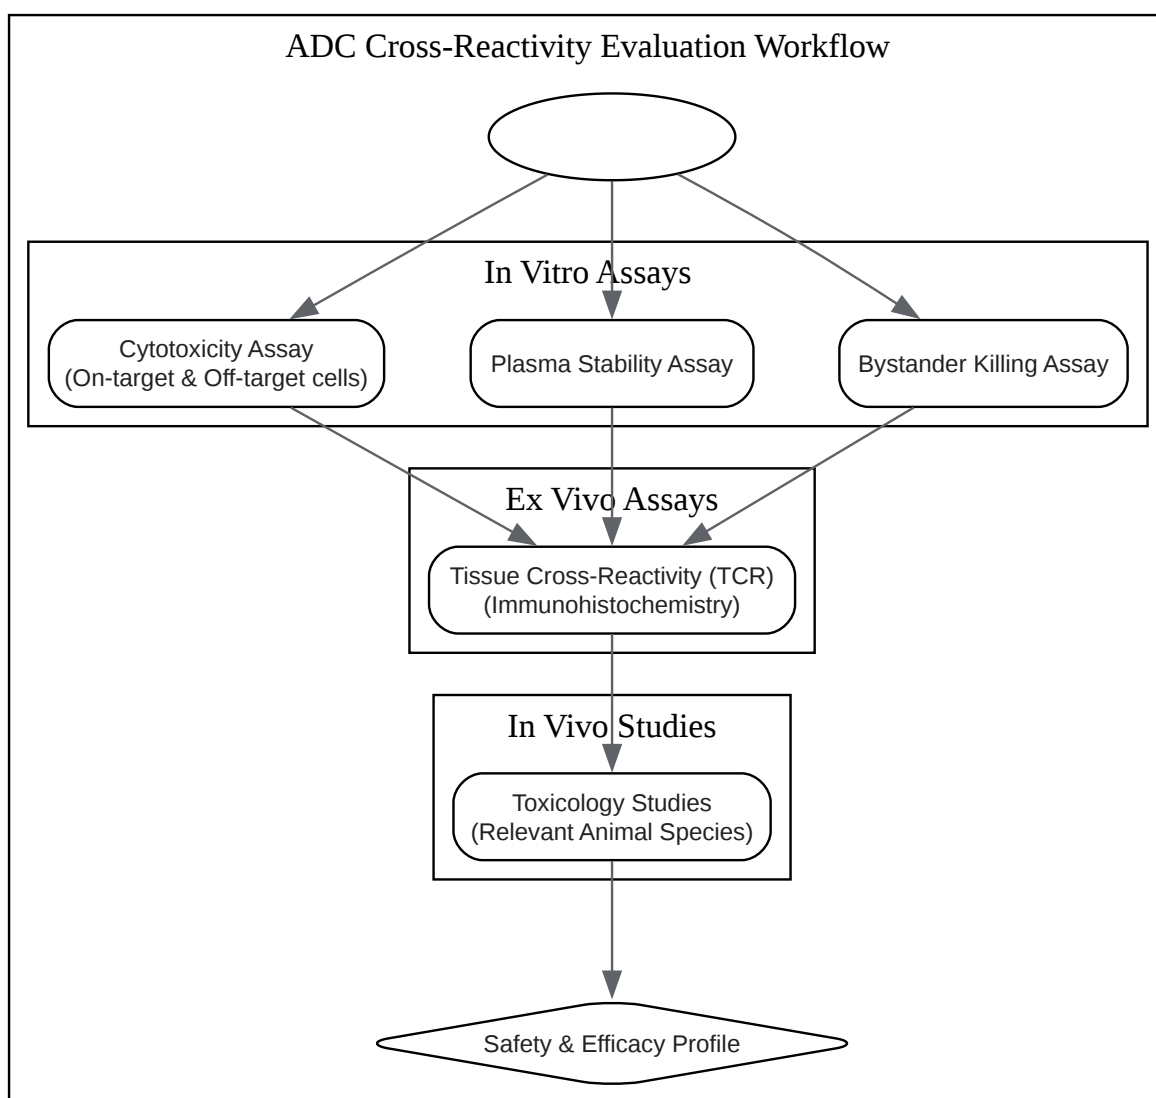 ADC Cross-Reactivity Evaluation Workflow
In Vitro Assays
Cytotoxicity Assay
(On-target & Off-target cells)
Plasma Stability Assay
Bystander Killing Assay
Ex Vivo Assays
Tissue Cross-Reactivity (TCR)
(Immunohistochemistry)
In Vivo Studies
Toxicology Studies
(Relevant Animal Species)
Safety & Efficacy Profile